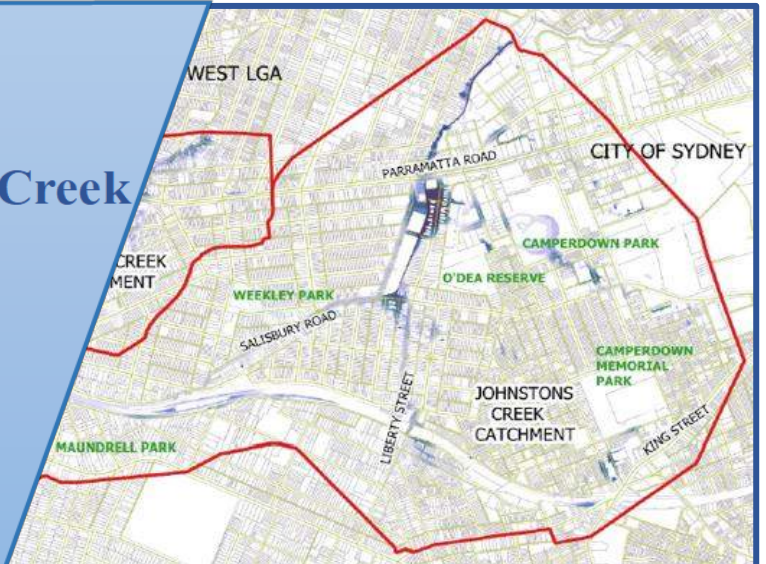 WEST LGA
Creek
PARRAMATTA ROAD
CITY OF SYDNEY
CAMPERDOWN PARK
CREEK
MENT
O'DEA RESERVE
WEEKLEY PARK
SALISBURY ROAD
CAMPERDOWN
MEMORIAL
PARK
JOHNSTONS
CREEK
CATCHMENT
LIBERTY STREET
KING STREET
MAUNDRELL PARK